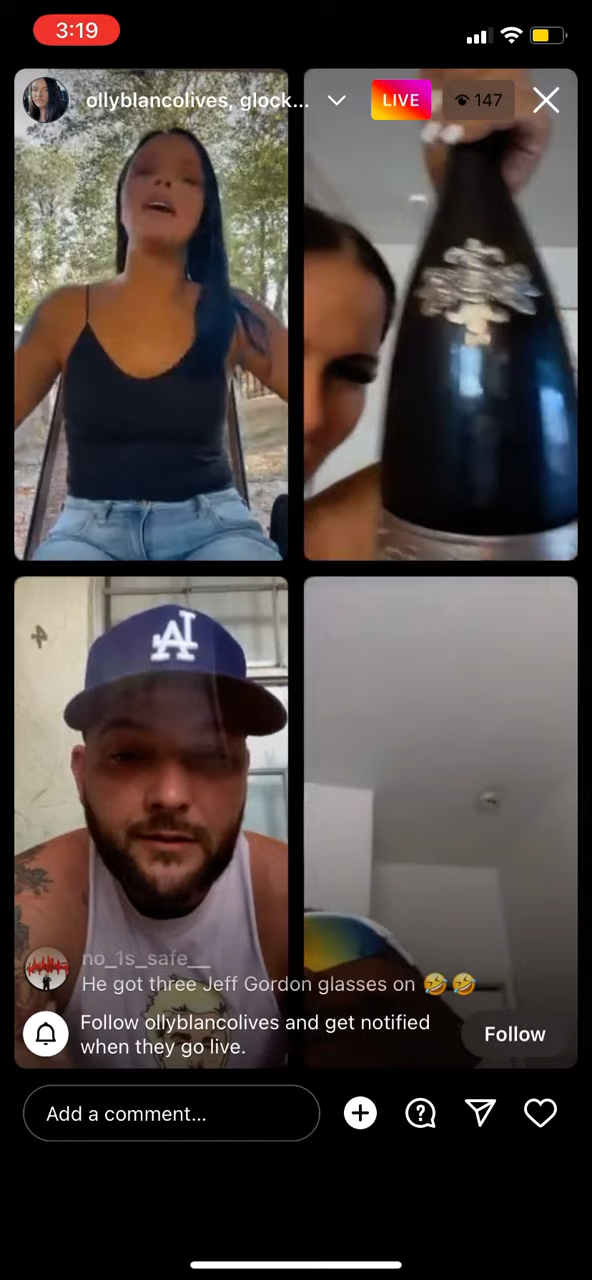 3:19
ollyblancolives, glock...
LIVE
147
LA
no_1s_safe__
He got three Jeff Gordon glasses on 🤣🤣
Follow ollyblancolives and get notified
when they go live.
Follow
Add a comment...